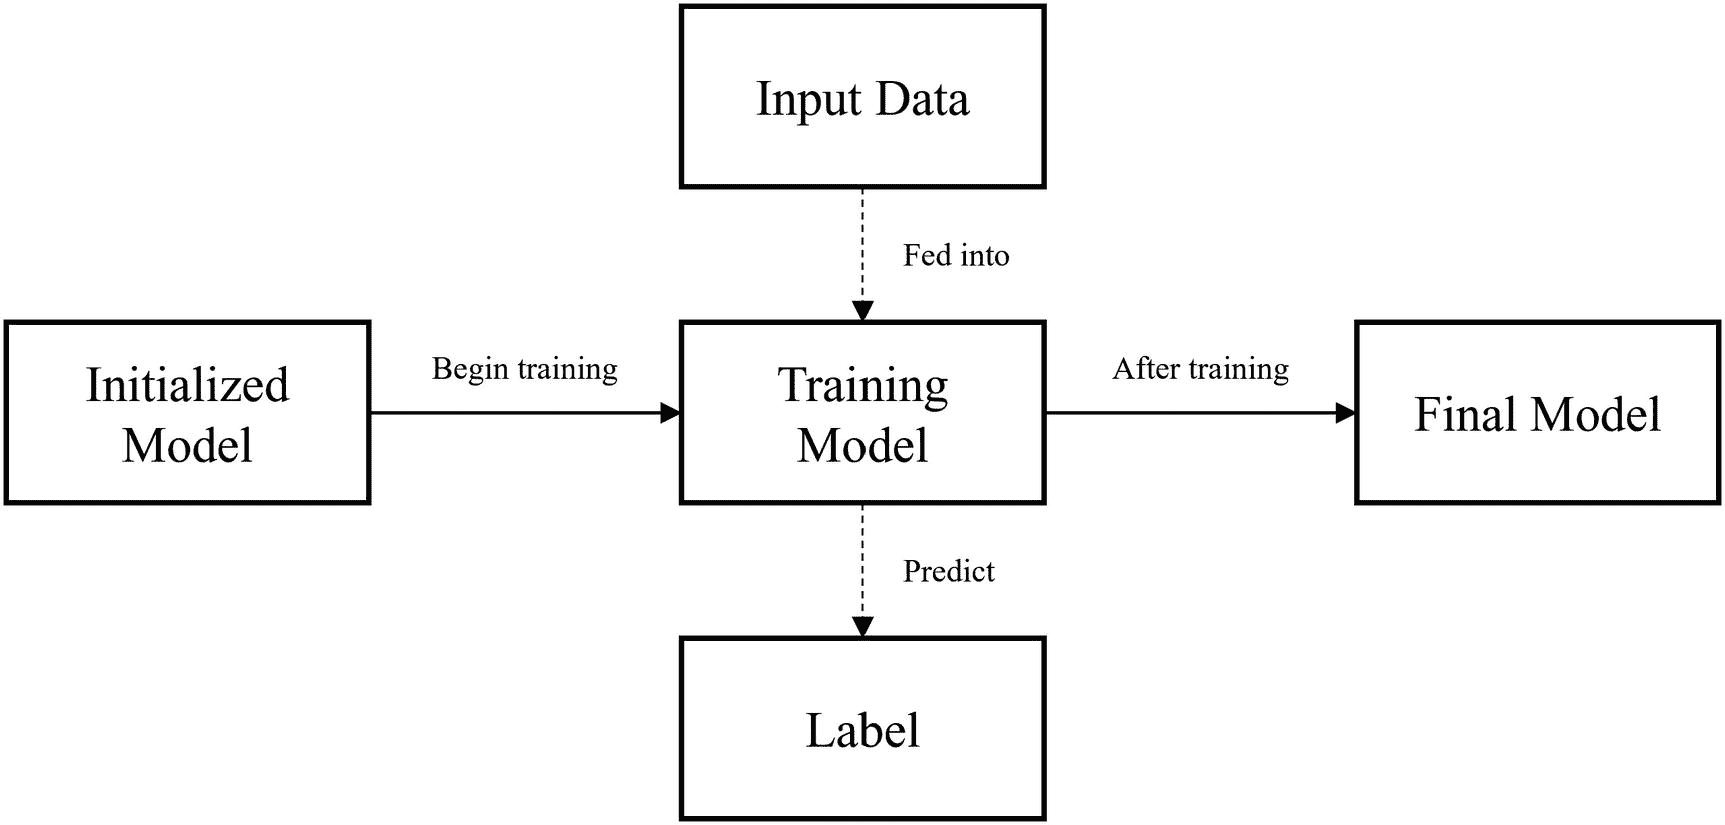 Input Data
Fed into
Initialized
Model
Begin training
Training
Model
After training
Final Model
Predict
Label